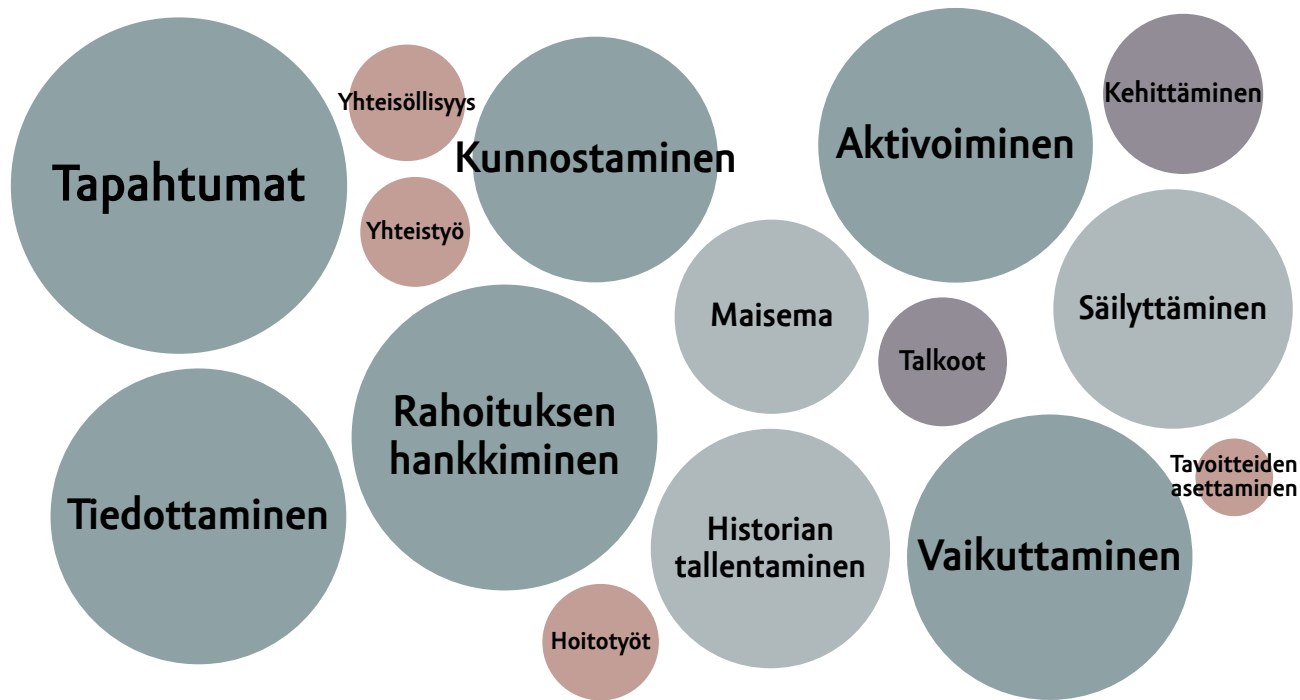 Tapahtumat
Yhteisöllisyys
Kunnostaminen
Yhteistyö
Aktivoiminen
Kehittäminen
Maisema
Talkoot
Säilyttäminen
Rahoituksen
hankkiminen
Tiedottaminen
Historian
tallentaminen
Vaikuttaminen
Tavoitteiden
asettaminen
Hoitotyöt